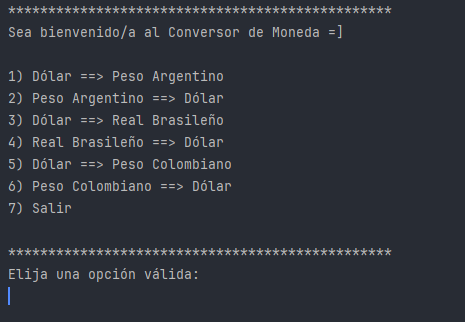 ************************************************
Sea bienvenido/a al Conversor de Moneda =]
1) Dólar ==> Peso Argentino
2) Peso Argentino ==> Dólar
3) Dólar ==> Real Brasileño
4) Real Brasileño ==> Dólar
5) Dólar ==> Peso Colombiano
6) Peso Colombiano ==> Dólar
7) Salir
************************************************
Elija una opción válida: